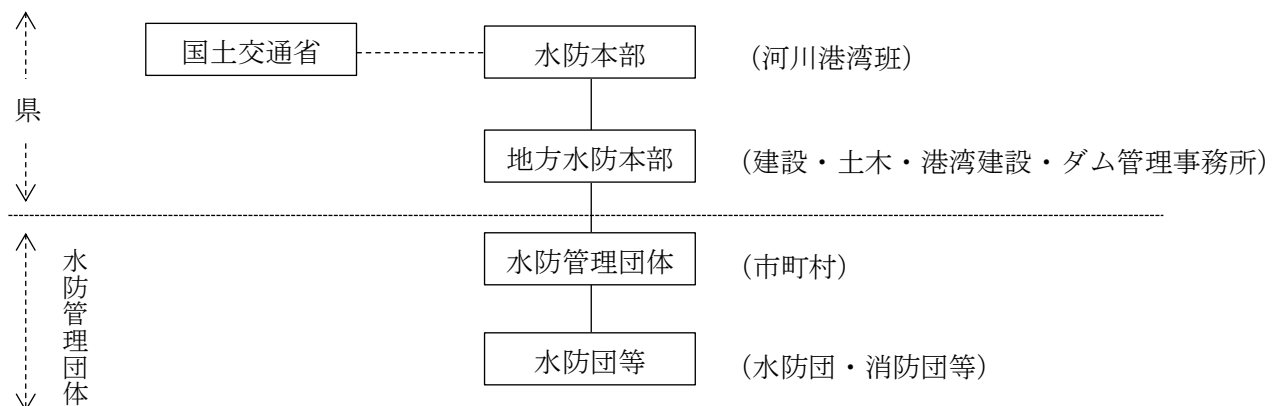 国土交通省
水防本部
（河川港湾班）
県
地方水防本部
（建設・土木・港湾建設・ダム管理事務所）
水防管理団体
水防管理団体
（市町村）
水防団等
（水防団・消防団等）